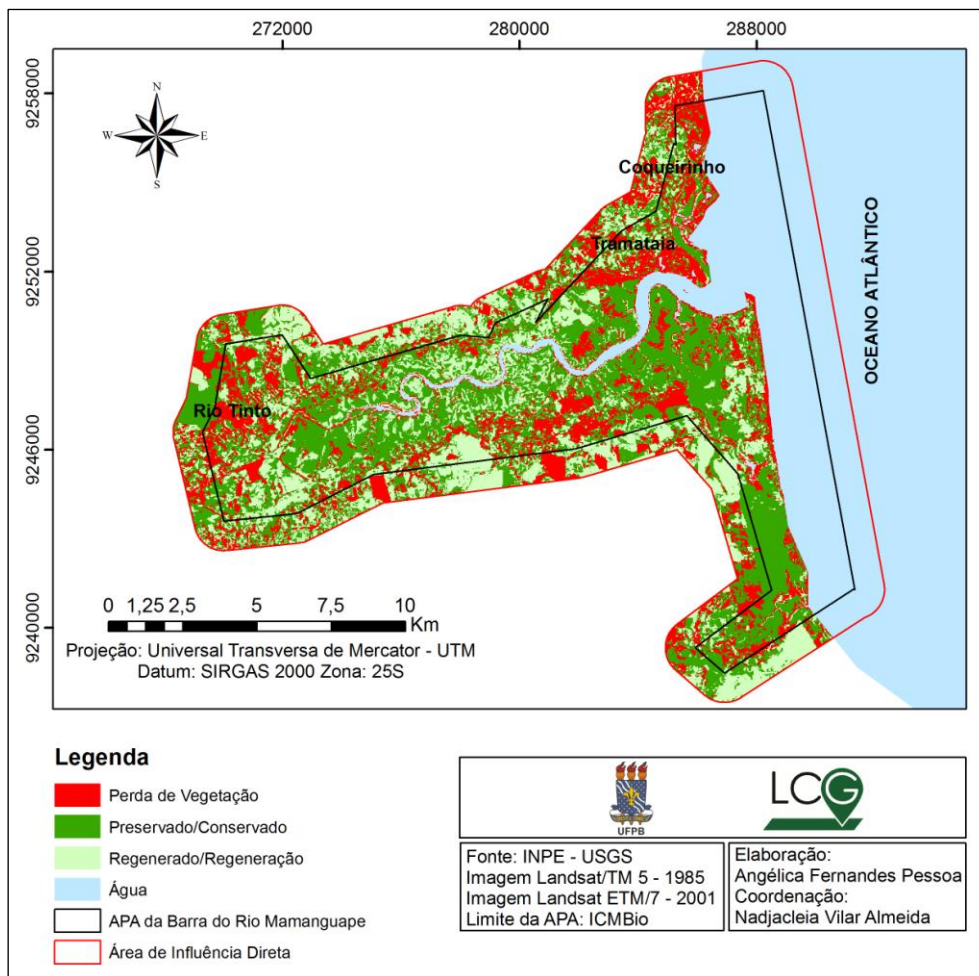 272000 280000 288000
9258000
9252000
9246000
9240000
N
W E
S
Coqueirinho
Tramataia
Rio Tinto
OCEANO ATLÂNTICO
0 1,25 2,5 5 7,5 10
Km
Projeção: Universal Transversa de Mercator - UTM
Datum: SIRGAS 2000 Zona: 25S
Legenda
Perda de Vegetação
Preservado/Conservado
Regenerado/Regeneração
Água
APA da Barra do Rio Mamanguape
Área de Influência Direta
UFPB
LCG
Fonte: INPE - USGS
Imagem Landsat/TM 5 - 1985
Imagem Landsat ETM/7 - 2001
Limite da APA: ICMBio
Elaboração:
Angélica Fernandes Pessoa
Coordenação:
Nadjacleia Vilar Almeida